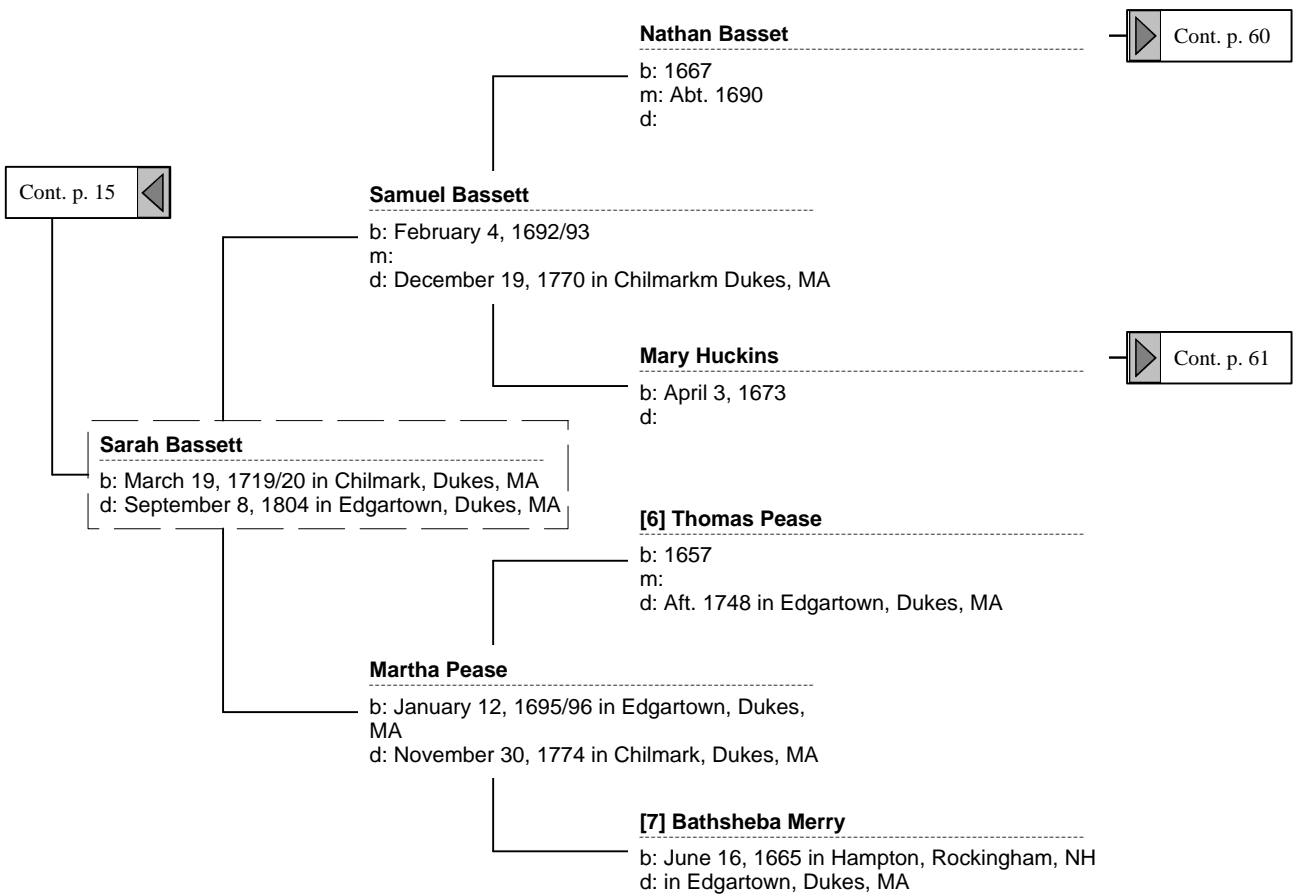 Nathan Basset
Cont. p. 60
b: 1667
m: Abt. 1690
d:
Cont. p. 15
Samuel Bassett
b: February 4, 1692/93
m:
d: December 19, 1770 in Chilmarkm Dukes, MA
Mary Huckins
Cont. p. 61
b: April 3, 1673
d:
Sarah Bassett
b: March 19, 1719/20 in Chilmark, Dukes, MA
d: September 8, 1804 in Edgartown, Dukes, MA
[6] Thomas Pease
b: 1657
m:
d: Aft. 1748 in Edgartown, Dukes, MA
Martha Pease
b: January 12, 1695/96 in Edgartown, Dukes,
MA
d: November 30, 1774 in Chilmark, Dukes, MA
[7] Bathsheba Merry
b: June 16, 1665 in Hampton, Rockingham, NH
d: in Edgartown, Dukes, MA